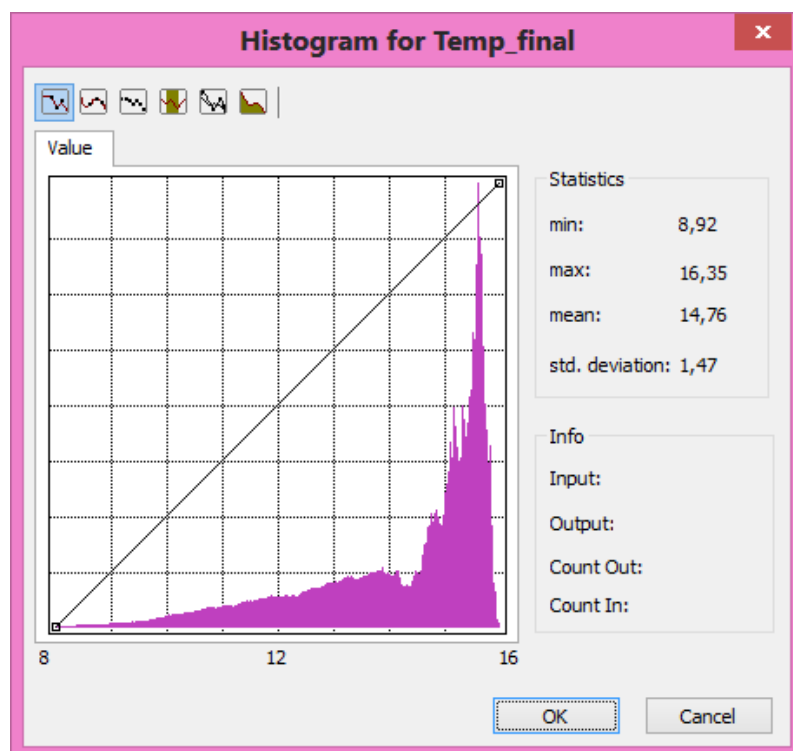 Histogram for Temp_final
x
Value
Statistics
min: 8,92
max: 16,35
mean: 14,76
std. deviation: 1,47
Info
Input:
Output:
Count Out:
Count In:
8 12 16
OK Cancel